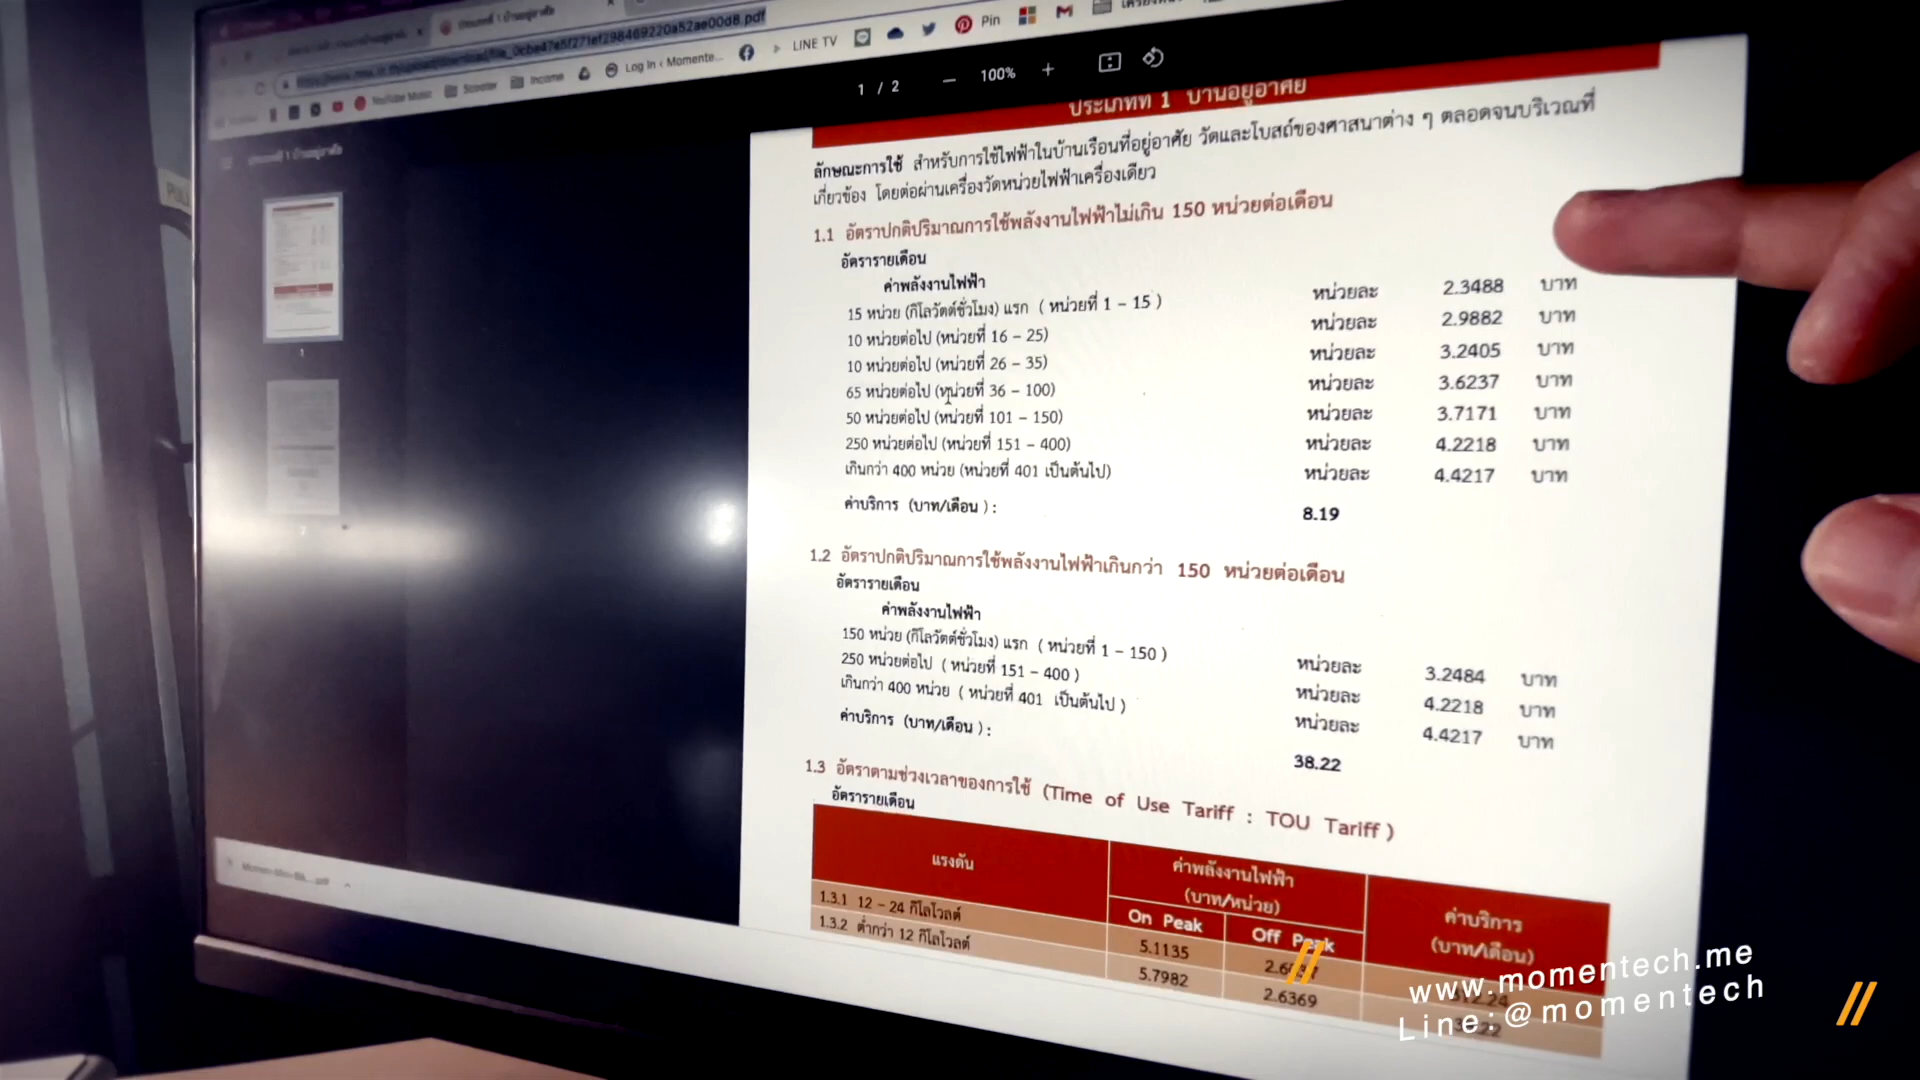 LINE TV
Pin
Log In ‹ Momente...
Income
Scooter
YouTube Music
1 / 2
100%
ประเภทที่ 1 บ้านอยู่อาศัย
ลักษณะการใช้ สำหรับการใช้ไฟฟ้าในบ้านเรือนที่อยู่อาศัย วัดและโบสถ์ของศาสนาต่าง ๆ ตลอดจนบริเวณที่
เกี่ยวข้อง โดยต่อผ่านเครื่องวัดหน่วยไฟฟ้าเครื่องเดียว
1.1 อัตราปกติปริมาณการใช้พลังงานไฟฟ้าไม่เกิน 150 หน่วยต่อเดือน
อัตรารายเดือน
ค่าพลังงานไฟฟ้า
15 หน่วย (กิโลวัตต์ชั่วโมง) แรก ( หน่วยที่ 1 – 15 ) หน่วยละ 2.3488 บาท
10 หน่วยต่อไป (หน่วยที่ 16 – 25) หน่วยละ 2.9882 บาท
10 หน่วยต่อไป (หน่วยที่ 26 – 35) หน่วยละ 3.2405 บาท
65 หน่วยต่อไป (หน่วยที่ 36 – 100) หน่วยละ 3.6237 บาท
50 หน่วยต่อไป (หน่วยที่ 101 – 150) หน่วยละ 3.7171 บาท
250 หน่วยต่อไป (หน่วยที่ 151 – 400) หน่วยละ 4.2218 บาท
เกินกว่า 400 หน่วย (หน่วยที่ 401 เป็นต้นไป) หน่วยละ 4.4217 บาท
ค่าบริการ (บาท/เดือน ) : 8.19
1.2 อัตราปกติปริมาณการใช้พลังงานไฟฟ้าเกินกว่า 150 หน่วยต่อเดือน
อัตรารายเดือน
ค่าพลังงานไฟฟ้า
150 หน่วย (กิโลวัตต์ชั่วโมง) แรก ( หน่วยที่ 1 – 150 ) หน่วยละ 3.2484 บาท
250 หน่วยต่อไป ( หน่วยที่ 151 – 400 ) หน่วยละ 4.2218 บาท
เกินกว่า 400 หน่วย ( หน่วยที่ 401 เป็นต้นไป ) หน่วยละ 4.4217 บาท
ค่าบริการ (บาท/เดือน ) : 38.22
1.3 อัตราตามช่วงเวลาของการใช้ (Time of Use Tariff : TOU Tariff )
อัตรารายเดือน
แรงดัน
ค่าพลังงานไฟฟ้า
(บาท/หน่วย)
ค่าบริการ
(บาท/เดือน)
On Peak Off Peak
1.3.1 12 – 24 กิโลโวลต์ 5.1135
1.3.2 ต่ำกว่า 12 กิโลโวลต์ 5.7982 2.6369
www.momentech.me
Line:@momentech